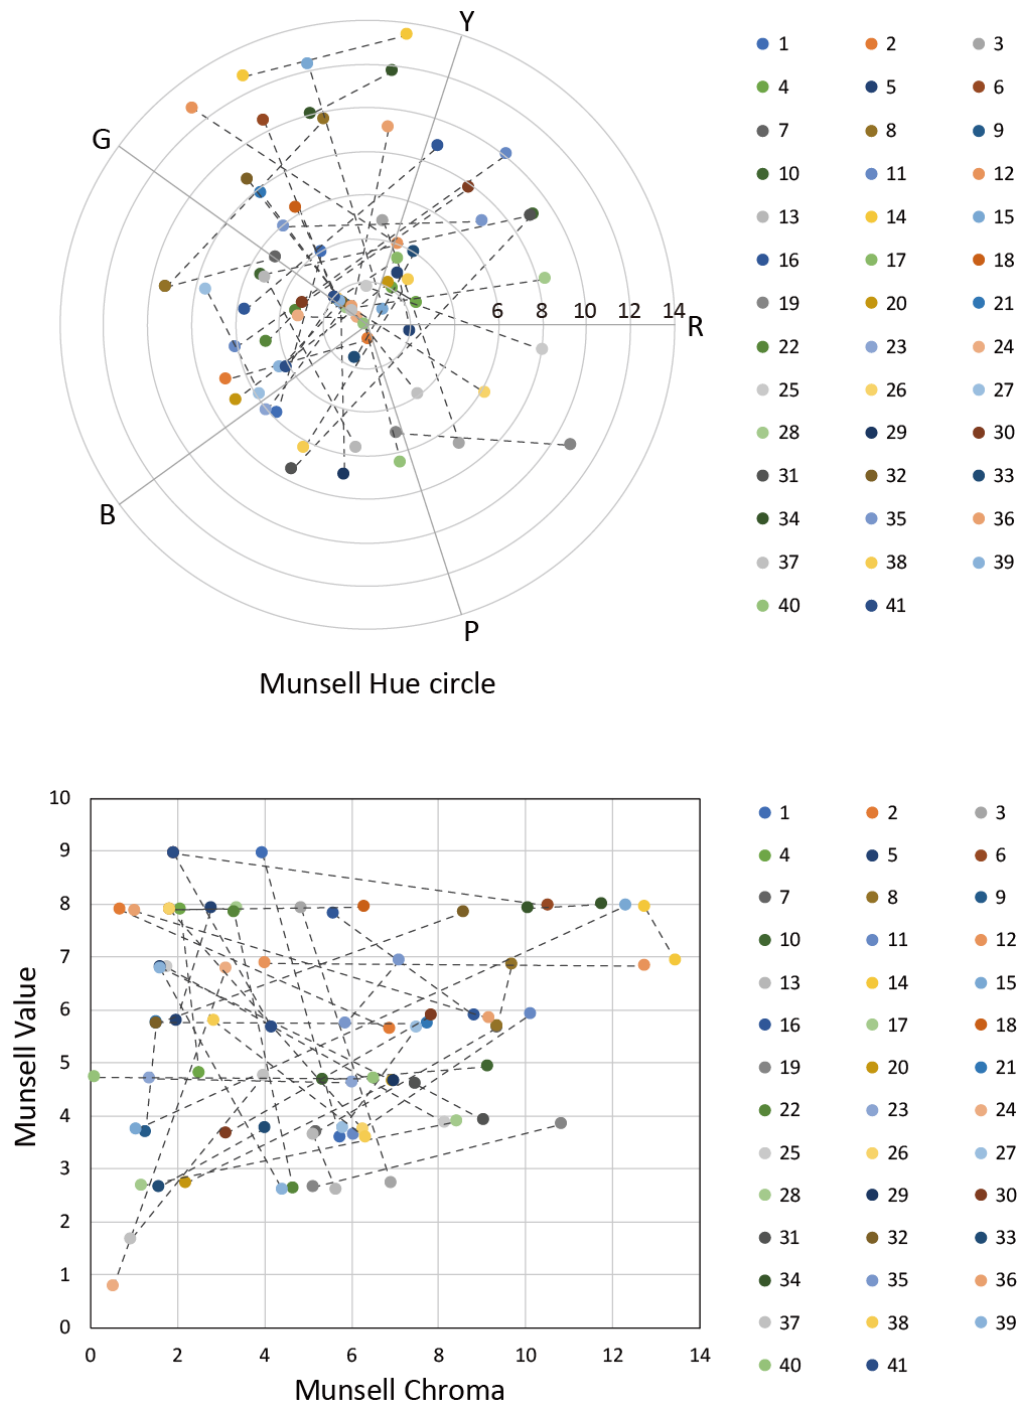 Y
1 2 3
4 5 6
G
7 8 9
10 11 12
13 14 15
16 17 18
6 8 10 12 14 R
19 20 21
22 23 24
25 26 27
28 29 30
31 32 33
B
34 35 36
37 38 39
40 41
P
Munsell Hue circle
10
1 2 3
9
4 5 6
8
7 8 9
7
10 11 12
13 14 15
6
16 17 18
5
19 20 21
22 23 24
4
25 26 27
3
28 29 30
2
31 32 33
1
34 35 36
0
37 38 39
0 2 4 6 8 10 12 14
40 41
Munsell Value
Munsell Chroma